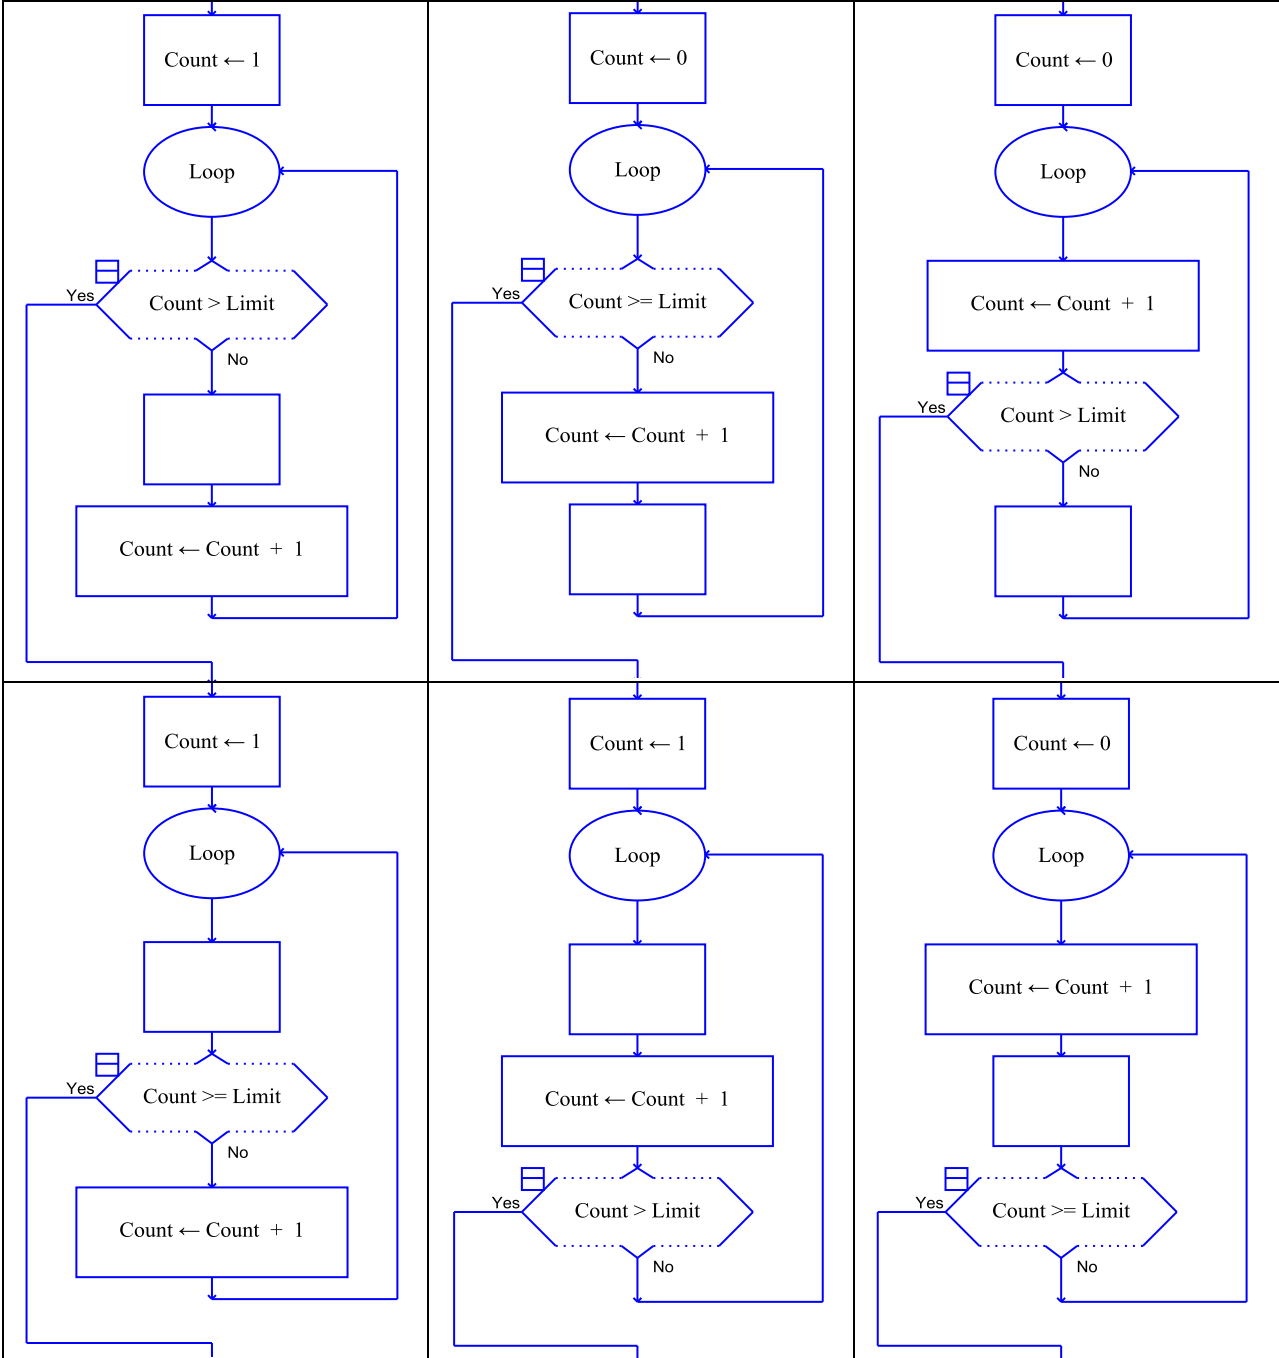 Count ← 1
Loop
Count > Limit
Yes
No
Count ← Count + 1
Count ← 0
Loop
Count >= Limit
Yes
No
Count ← Count + 1
Count ← 0
Loop
Count ← Count + 1
Count > Limit
Yes
No
Count ← 1
Loop
Count >= Limit
Yes
No
Count ← Count + 1
Count ← 1
Loop
Count ← Count + 1
Count > Limit
Yes
No
Count ← 0
Loop
Count ← Count + 1
Count >= Limit
Yes
No